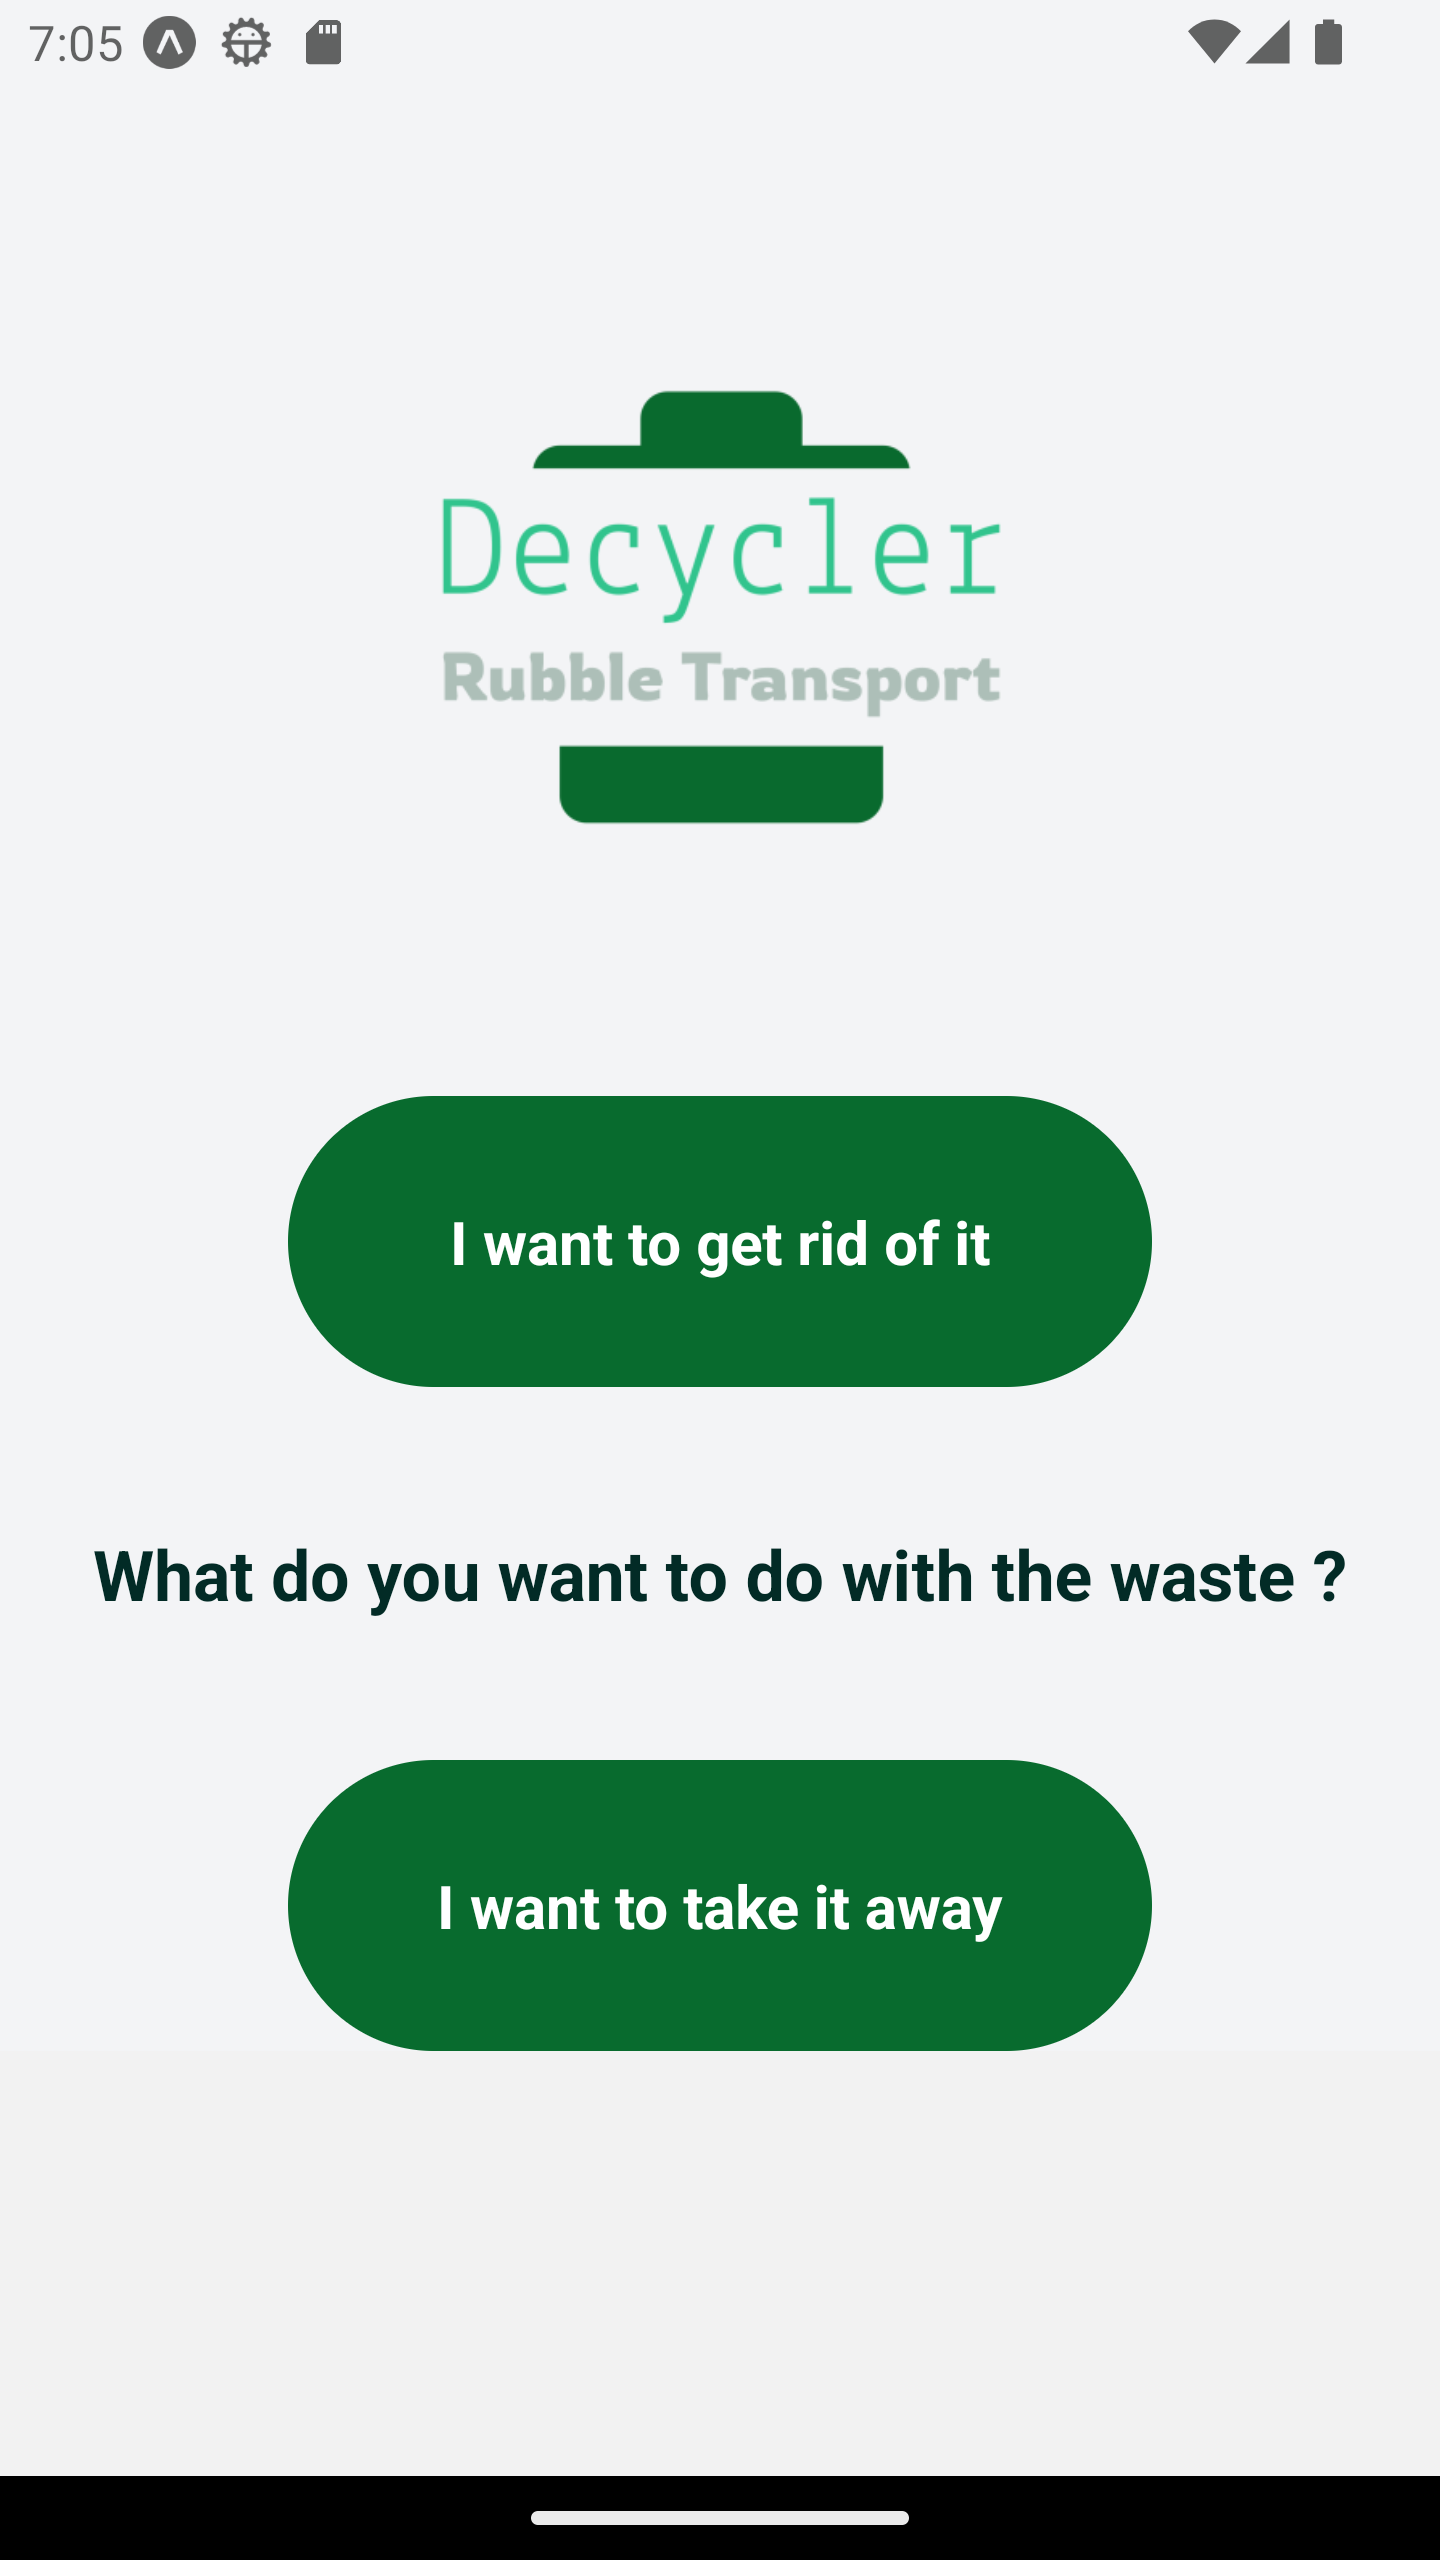 7:05
Decycler
Rubble Transport
I want to get rid of it
What do you want to do with the waste ?
I want to take it away